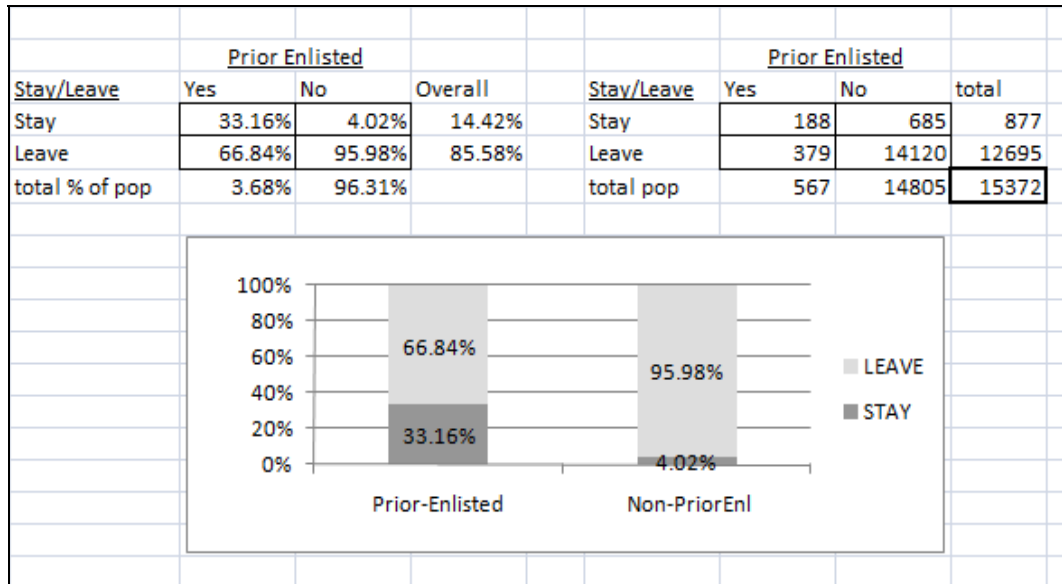 Prior Enlisted Prior Enlisted
Stay/Leave Yes No Overall Stay/Leave Yes No total
Stay 33.16% 4.02% 14.42% Stay 188 685 877
Leave 66.84% 95.98% 85.58% Leave 379 14120 12695
total % of pop 3.68% 96.31% total pop 567 14805 15372
100%
80%
60%
40%
20%
0%
66.84%
33.16%
95.98%
4.02%
LEAVE
STAY
Prior-Enlisted Non-PriorEnl